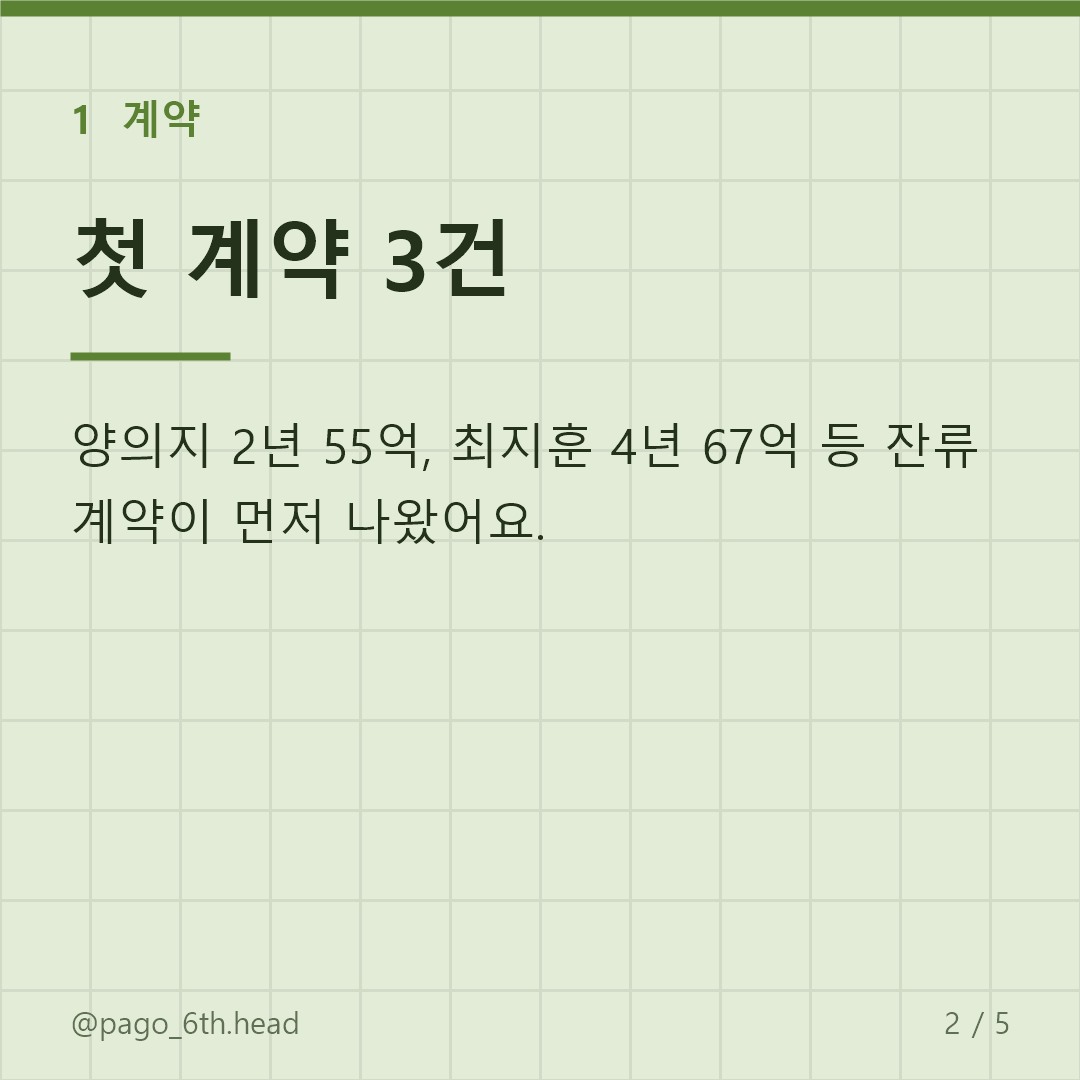 1 계약
첫 계약 3건
양의지 2년 55억, 최지훈 4년 67억 등 잔류
계약이 먼저 나왔어요.
@pago_6th.head
2 / 5